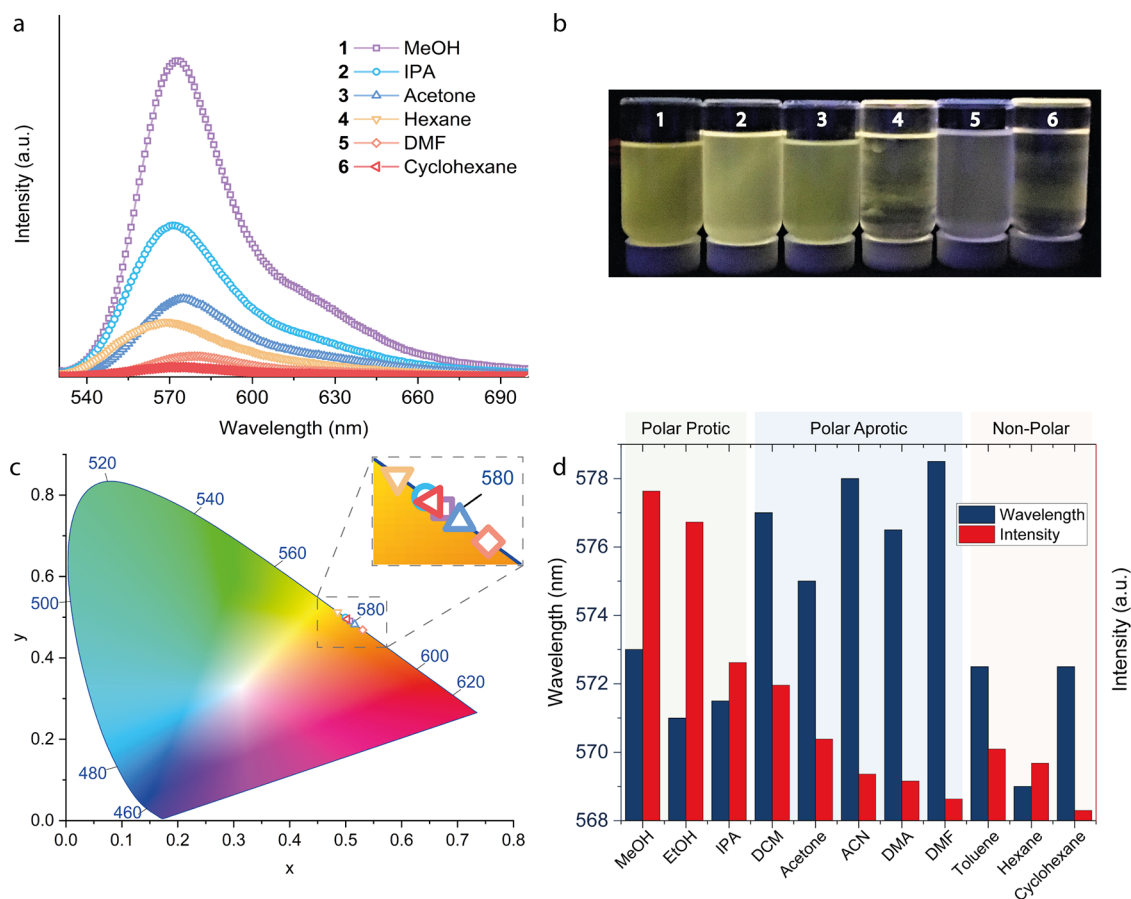 a
Intensity (a.u.)
1 MeOH
2 IPA
3 Acetone
4 Hexane
5 DMF
6 Cyclohexane
540 570 600 630 660 690
Wavelength (nm)
b
1 2 3 4 5 6
c
y
0.8
0.6
0.4
0.2
0.0
520
540
560
500
580
580
600
620
480
460
0.0 0.1 0.2 0.3 0.4 0.5 0.6 0.7 0.8
x
d
Polar Protic Polar Aprotic Non-Polar
Wavelength (nm)
578
576
574
572
570
568
Wavelength
Intensity
Intensity (a.u.)
MeOH EtOH IPA DCM Acetone ACN DMA DMF Toluene Hexane Cyclohexane